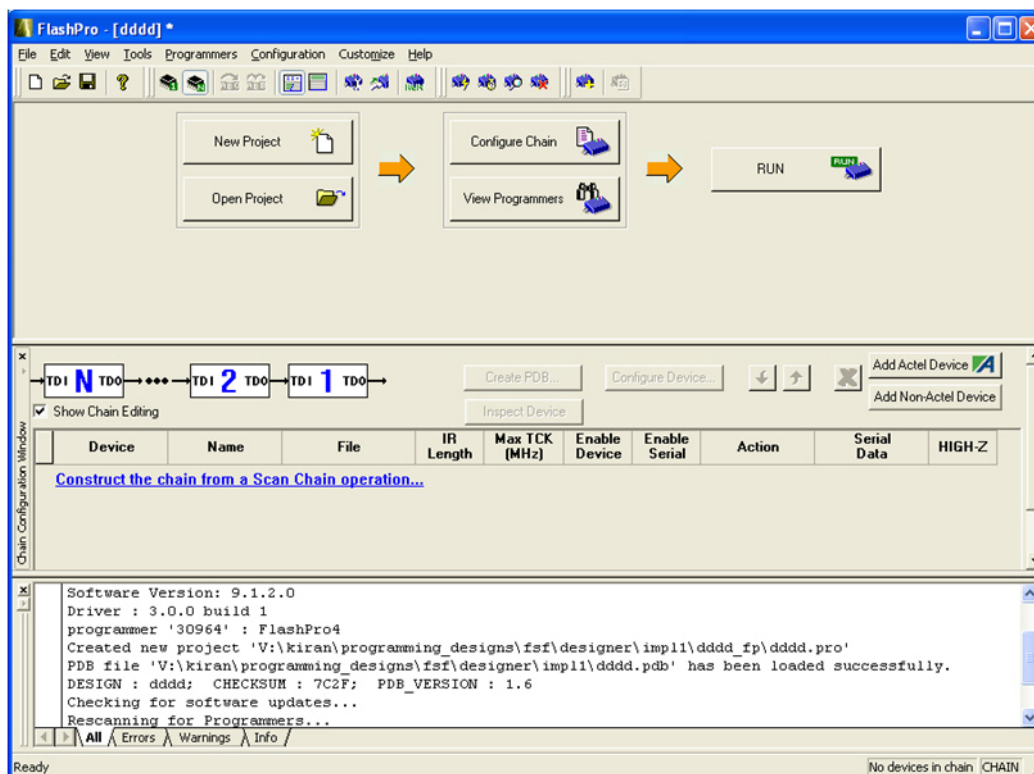 FlashPro - [dddd] *
File Edit View Tools Programmers Configuration Customize Help
New Project
Configure Chain
RUN
RUN
Open Project
View Programmers
TDI N TDO ••• TDI 2 TDO TDI 1 TDO
Create PDB...
Configure Device...
Add Actel Device
Show Chain Editing
Inspect Device
Add Non-Actel Device
Chain Configuration Window
Device Name File IR Length Max TCK (MHz) Enable Device Enable Serial Action Serial Data HIGH-Z
Construct the chain from a Scan Chain operation...
Software Version: 9.1.2.0
Driver : 3.0.0 build 1
programmer '30964' : FlashPro4
Created new project 'V:\kiran\programming_designs\fsf\designer\impl1\dddd_fp\dddd.pro'
PDB file 'V:\kiran\programming_designs\fsf\designer\impl1\dddd.pdb' has been loaded successfully.
DESIGN : dddd; CHECKSUM : 7C2F; PDB_VERSION : 1.6
Checking for software updates...
Rescanning for Programmers...
All Errors Warnings Info
Ready
No devices in chain CHAIN